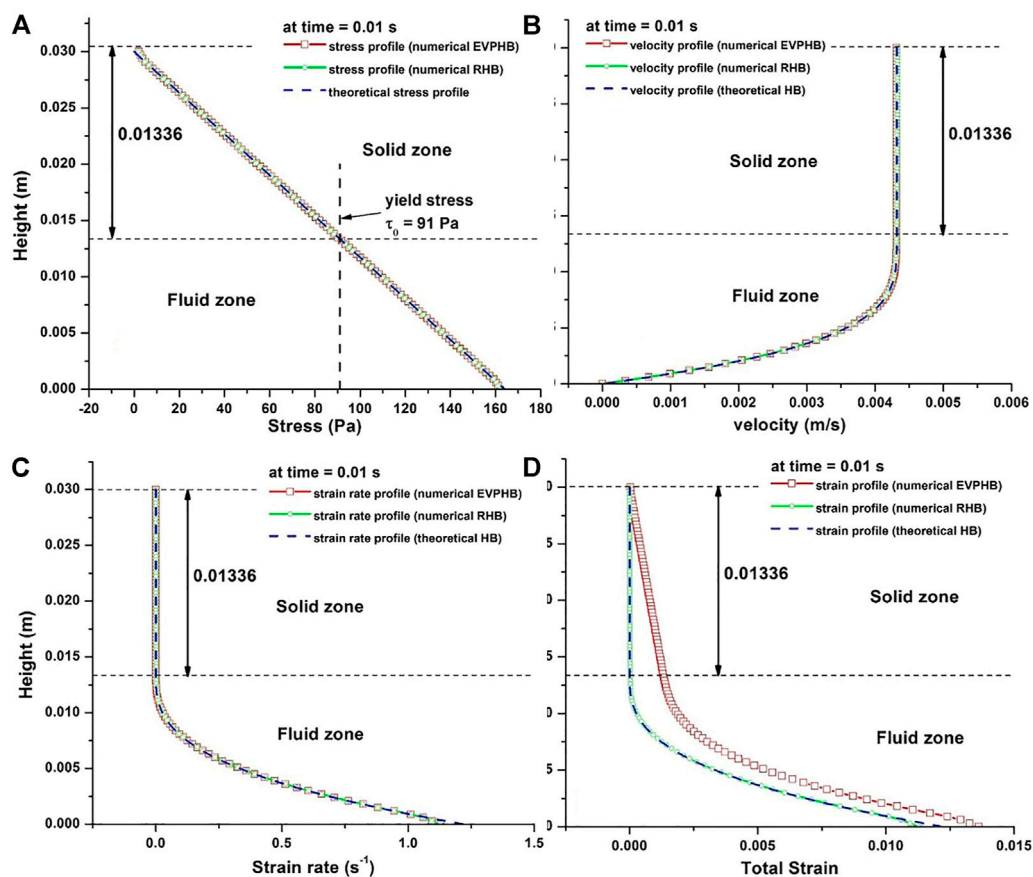 A
at time = 0.01 s
stress profile (numerical EVPHB)
stress profile (numerical RHB)
theoretical stress profile
0.030
0.025
0.020
0.015
0.010
0.005
0.000
Height (m)
0.01336
Solid zone
yield stress
τ₀ = 91 Pa
Fluid zone
-20 0 20 40 60 80 100 120 140 160 180
Stress (Pa)
B
at time = 0.01 s
velocity profile (numerical EVPHB)
velocity profile (numerical RHB)
velocity profile (theoretical HB)
0.01336
Solid zone
Fluid zone
0.000 0.001 0.002 0.003 0.004 0.005 0.006
velocity (m/s)
C
at time = 0.01 s
strain rate profile (numerical EVPHB)
strain rate profile (numerical RHB)
strain rate profile (theoretical HB)
0.030
0.025
0.020
0.015
0.010
0.005
0.000
Height (m)
0.01336
Solid zone
Fluid zone
0.0 0.5 1.0 1.5
Strain rate (s⁻¹)
D
at time = 0.01 s
strain profile (numerical EVPHB)
strain profile (numerical RHB)
strain profile (theoretical HB)
0.01336
Solid zone
Fluid zone
0.000 0.005 0.010 0.015
Total Strain